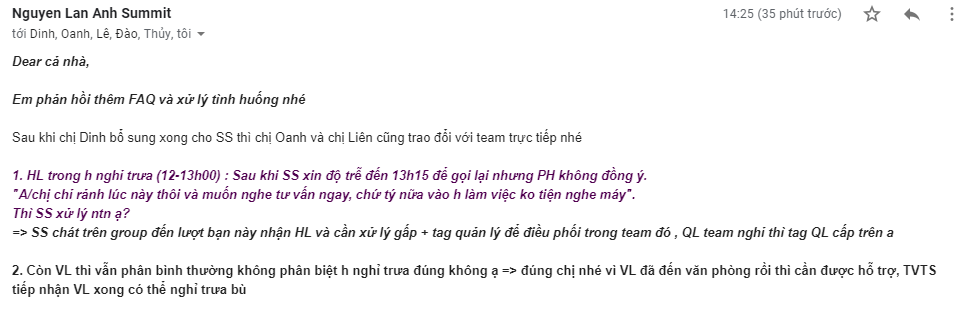 Nguyen Lan Anh Summit
14:25 (35 phút trước)
tới Dinh, Oanh, Lê, Đào, Thủy, tôi
Dear cả nhà,
Em phản hồi thêm FAQ và xử lý tình huống nhé
Sau khi chị Dinh bổ sung xong cho SS thì chị Oanh và chị Liên cũng trao đổi với team trực tiếp nhé
1. HL trong h nghỉ trưa (12-13h00) : Sau khi SS xin độ trễ đến 13h15 để gọi lại nhưng PH không đồng ý.
"A/chị chỉ rảnh lúc này thôi và muốn nghe tư vấn ngay, chứ tý nữa vào h làm việc ko tiện nghe máy".
Thì SS xử lý ntn ạ?
=> SS chát trên group đến lượt bạn này nhận HL và cần xử lý gấp + tag quản lý để điều phối trong team đó , QL team nghỉ thì tag QL cấp trên ạ
2. Còn VL thì vẫn phân bình thường không phân biệt h nghỉ trưa đúng không ạ => đúng chị nhé vì VL đã đến văn phòng rồi thì cần được hỗ trợ, TVTS
tiếp nhận VL xong có thể nghỉ trưa bù